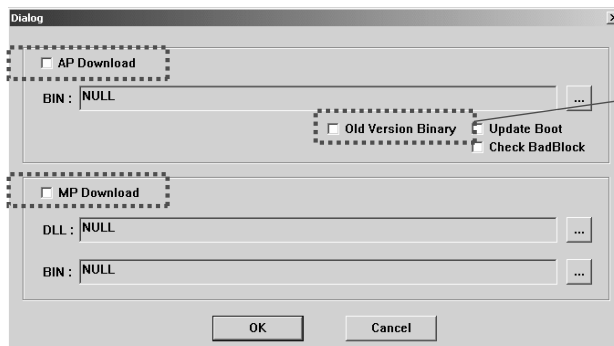 Dialog
AP Download
BIN : NULL ...
Old Version Binary Update Boot
Check BadBlock
MP Download
DLL : NULL ...
BIN : NULL ...
OK Cancel